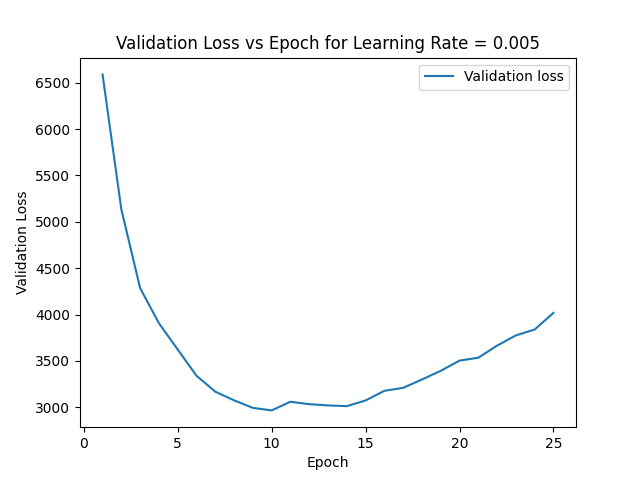 Validation Loss vs Epoch for Learning Rate = 0.005
Validation loss
6500
6000
5500
5000
4500
4000
3500
3000
Validation Loss
0 5 10 15 20 25
Epoch